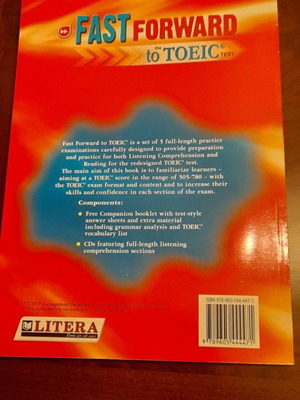 FAST FORWARD
to THE TOEIC® TEST
Fast Forward to TOEIC® is a set of 5 full-length practice
examinations carefully designed to provide preparation
and practice for both Listening Comprehension and
Reading for the redesigned TOEIC® test.
The main aim of this book is to familiarize learners –
aiming at a TOEIC® score in the range of 505-780 – with
the TOEIC® exam format and content and to increase their
skills and confidence in each section of the exam.
Components:
Free Companion booklet with test-style
answer sheets and extra material
including grammar analysis and TOEIC®
vocabulary list
CDs featuring full-length listening
comprehension sections
LITERA